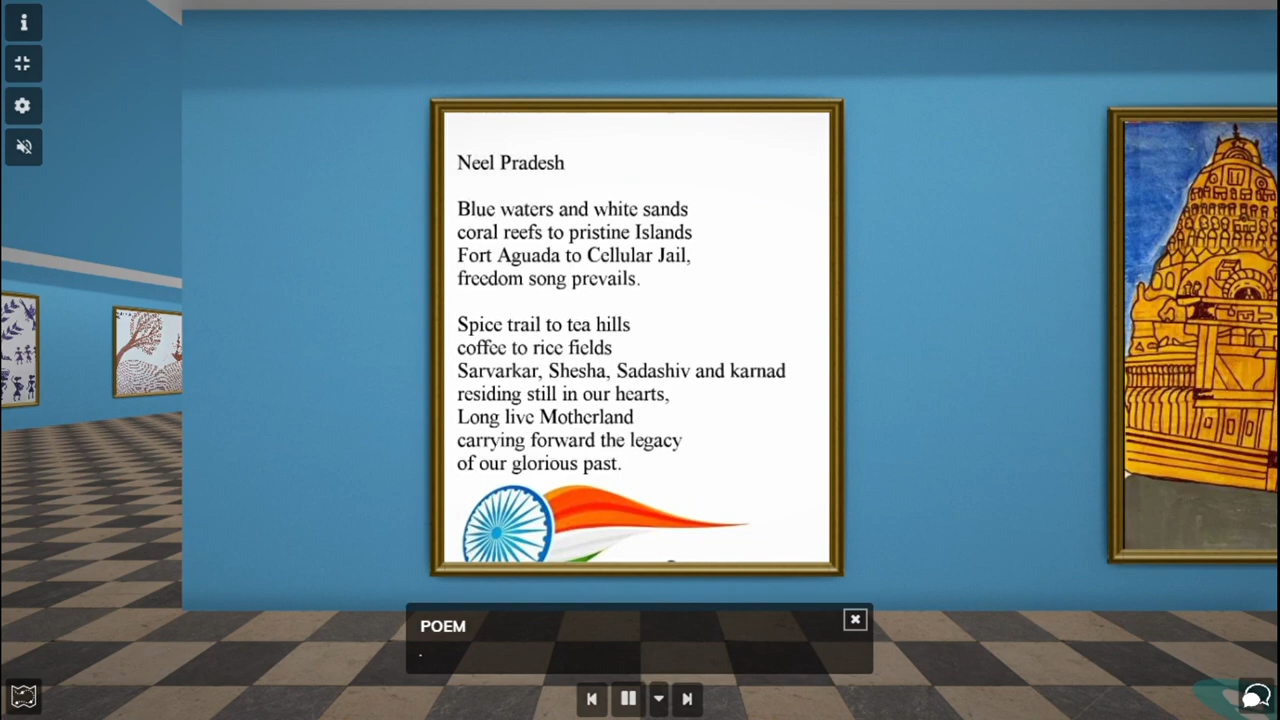 Neel Pradesh
Blue waters and white sands
coral reefs to pristine Islands
Fort Aguada to Cellular Jail,
freedom song prevails.
Spice trail to tea hills
coffee to rice fields
Sarvarkar, Shesha, Sadashiv and karnad
residing still in our hearts,
Long live Motherland
carrying forward the legacy
of our glorious past.
POEM
.